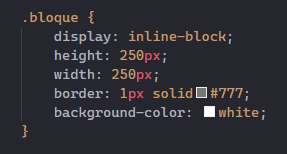 .bloque {
    display: inline-block;
    height: 250px;
    width: 250px;
    border: 1px solid #777;
    background-color: white;
}